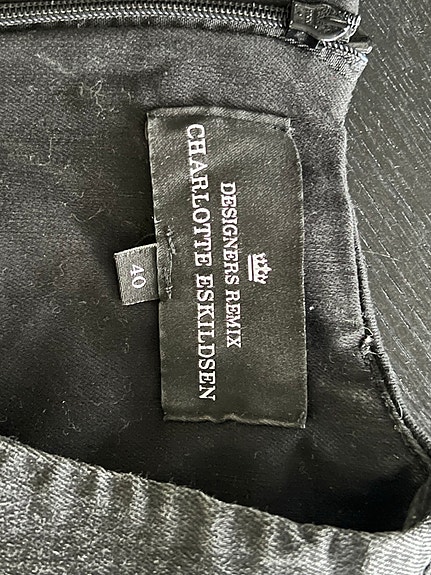 DESIGNERS REMIX
CHARLOTTE ESKILDSEN
40